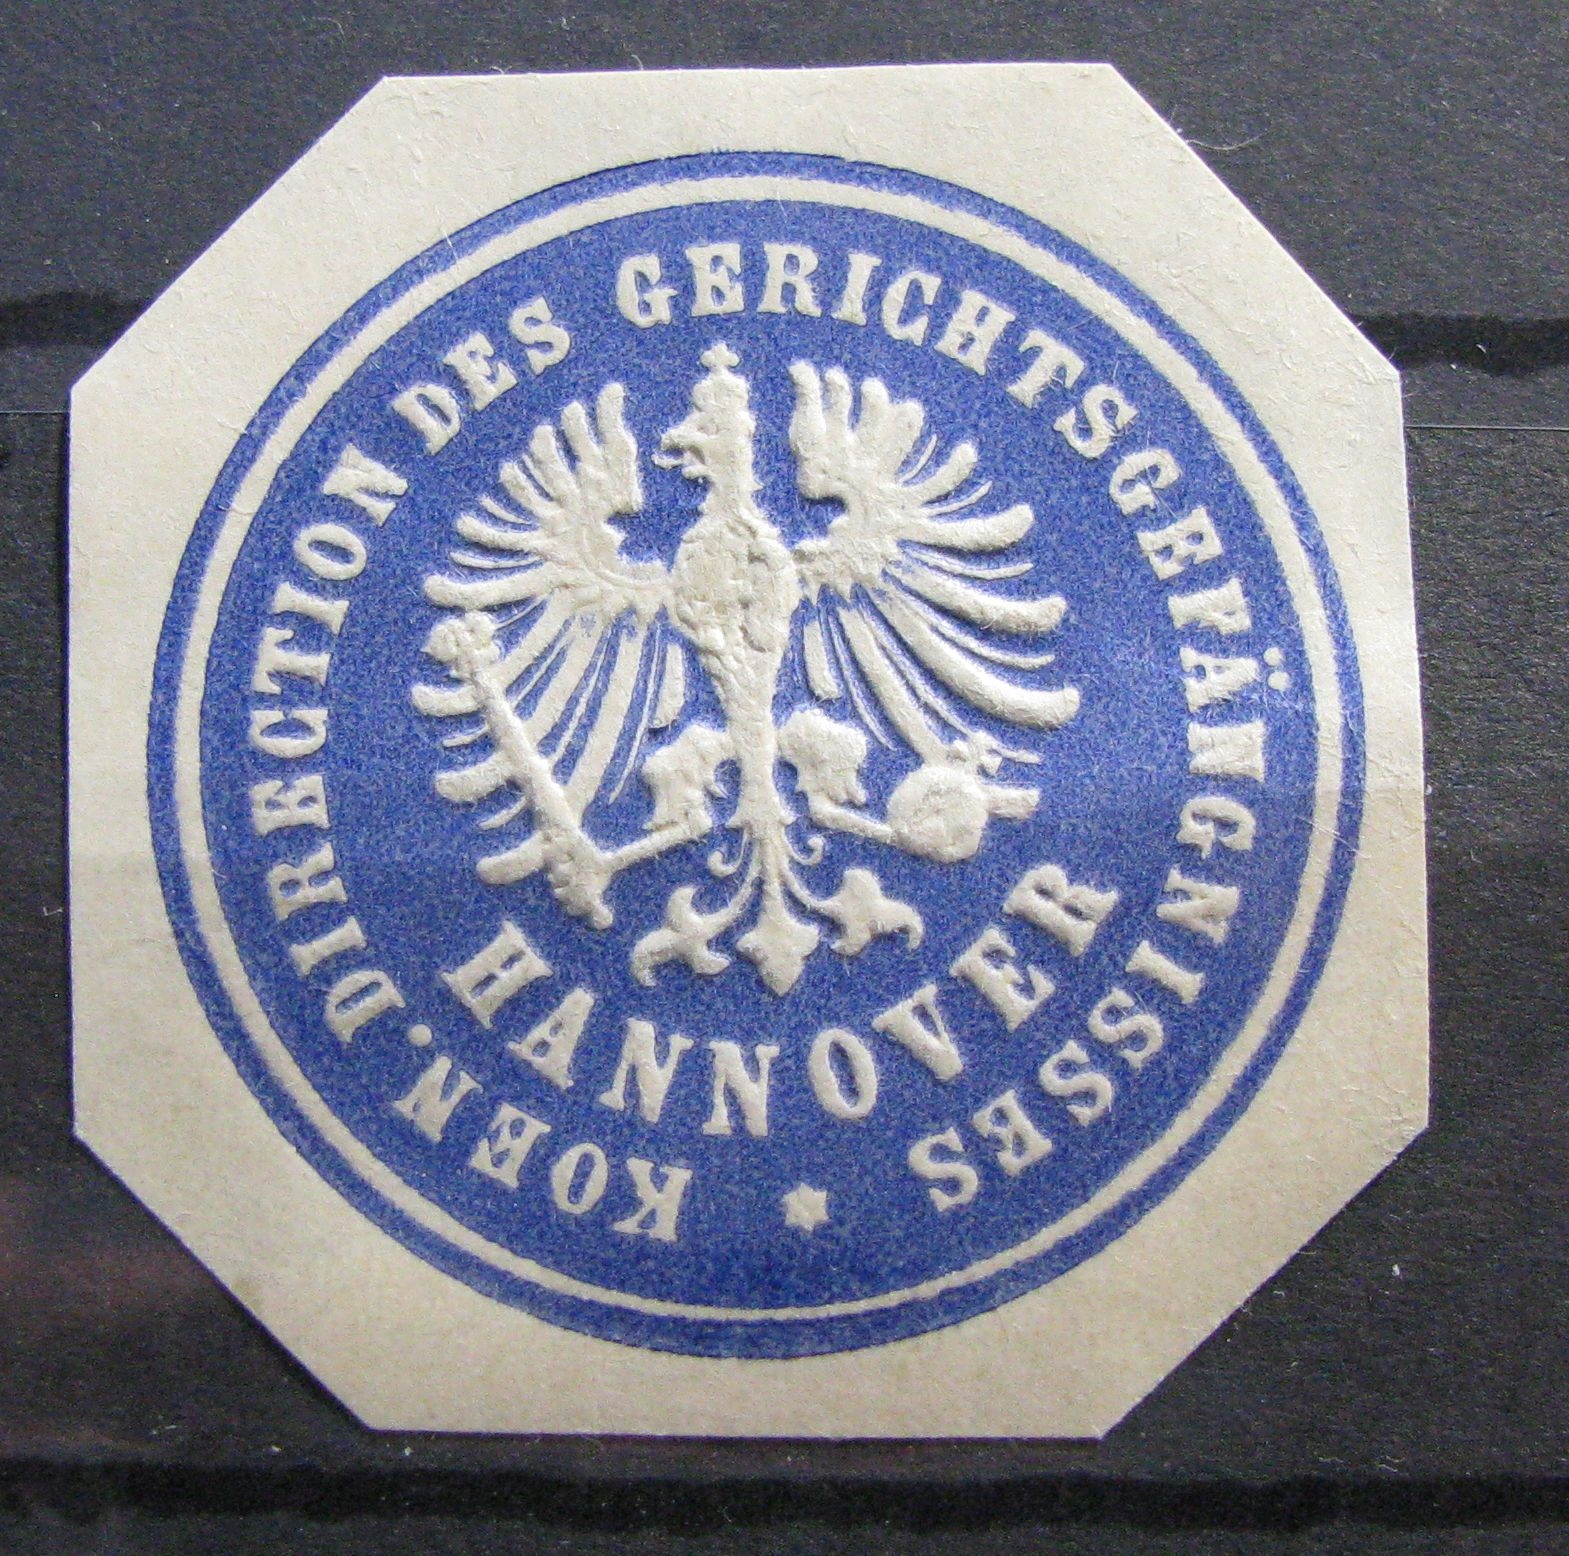 KOEN. DIRECTION DES GERICHTSGEFÄNGNISSES
HANNOVER